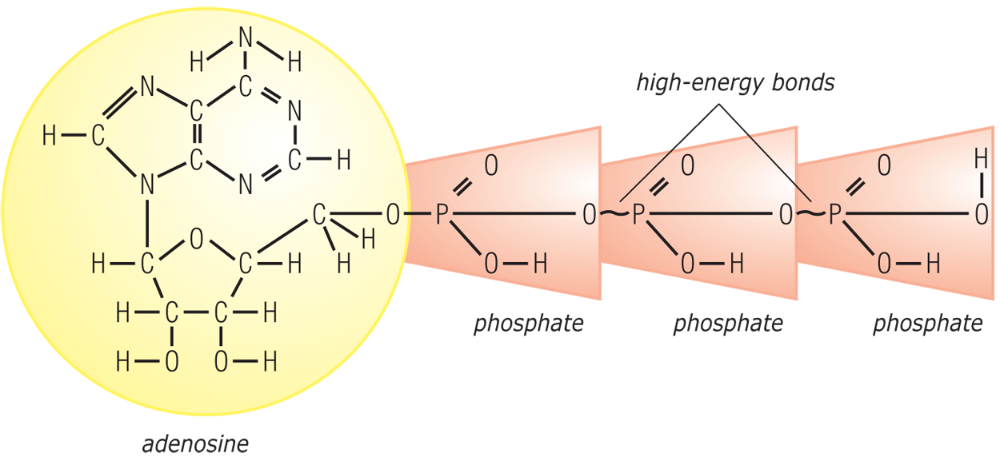 N
H H
high-energy bonds
N C
C N
H O O O
H C
C C H
N N
C O P O P O P O
O H
H C C H H O H O H O H
H C C H
phosphate phosphate phosphate
H O O H
adenosine